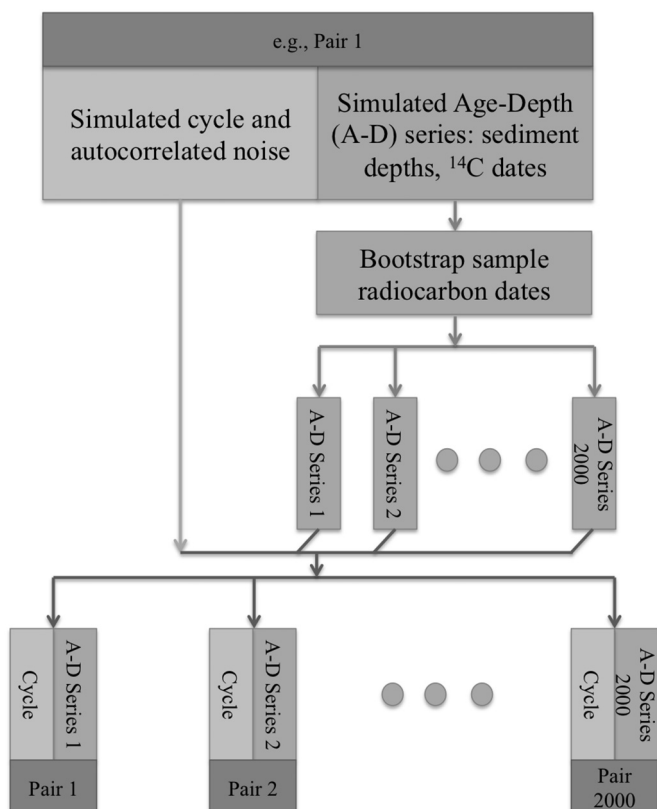 e.g., Pair 1
Simulated cycle and
autocorrelated noise
Simulated Age-Depth
(A-D) series: sediment
depths, ¹⁴C dates
Bootstrap sample
radiocarbon dates
A-D Series 1
A-D Series 2
A-D Series
2000
Cycle
A-D Series 1
Pair 1
Cycle
A-D Series 2
Pair 2
Cycle
A-D Series
2000
Pair
2000